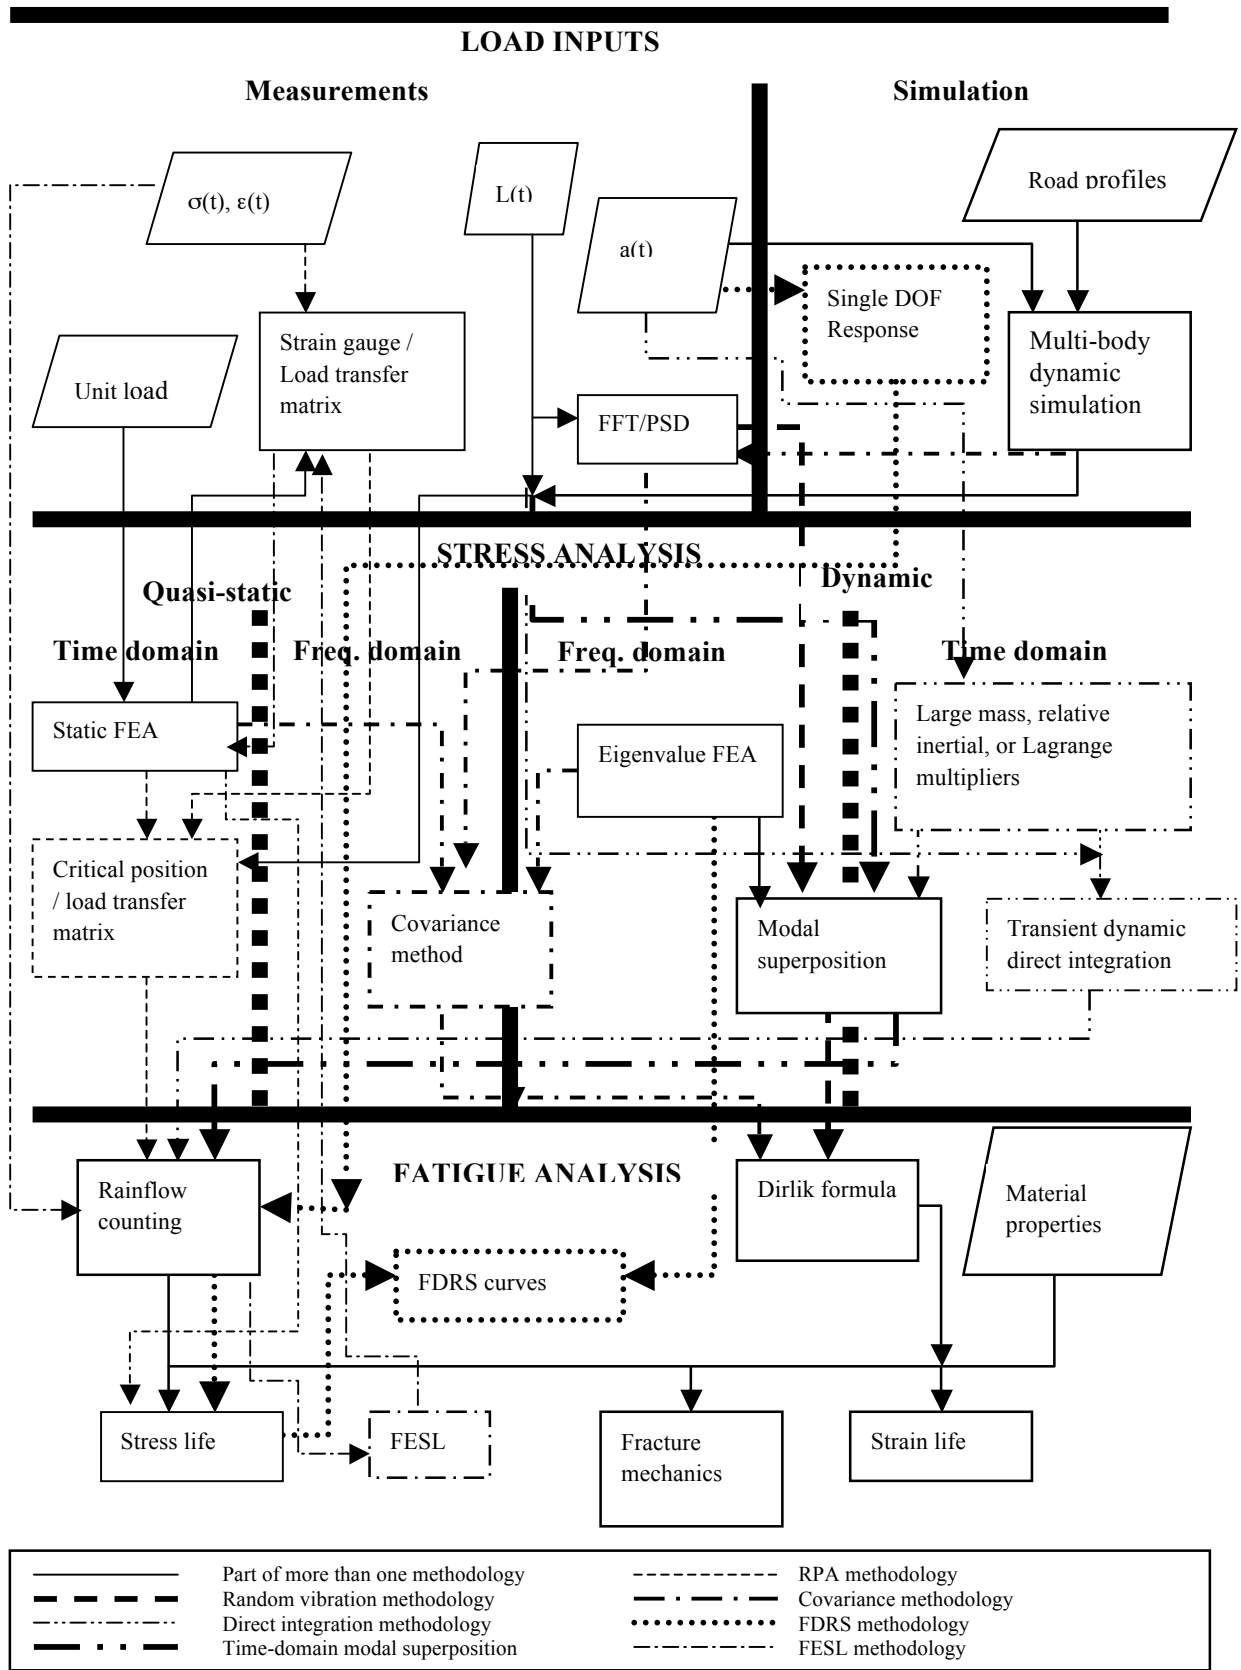 LOAD INPUTS
Measurements
Simulation
σ(t), ε(t)
L(t)
a(t)
Road profiles
Unit load
Strain gauge /
Load transfer
matrix
FFT/PSD
Single DOF
Response
Multi-body
dynamic
simulation
STRESS ANALYSIS
Quasi-static
Dynamic
Time domain
Freq. domain
Freq. domain
Time domain
Static FEA
Eigenvalue FEA
Large mass, relative
inertial, or Lagrange
multipliers
Critical position
/ load transfer
matrix
Covariance
method
Modal
superposition
Transient dynamic
direct integration
FATIGUE ANALYSIS
Rainflow
counting
FDRS curves
Dirlik formula
Material
properties
Stress life
FESL
Fracture
mechanics
Strain life
Part of more than one methodology
Random vibration methodology
Direct integration methodology
Time-domain modal superposition
RPA methodology
Covariance methodology
FDRS methodology
FESL methodology